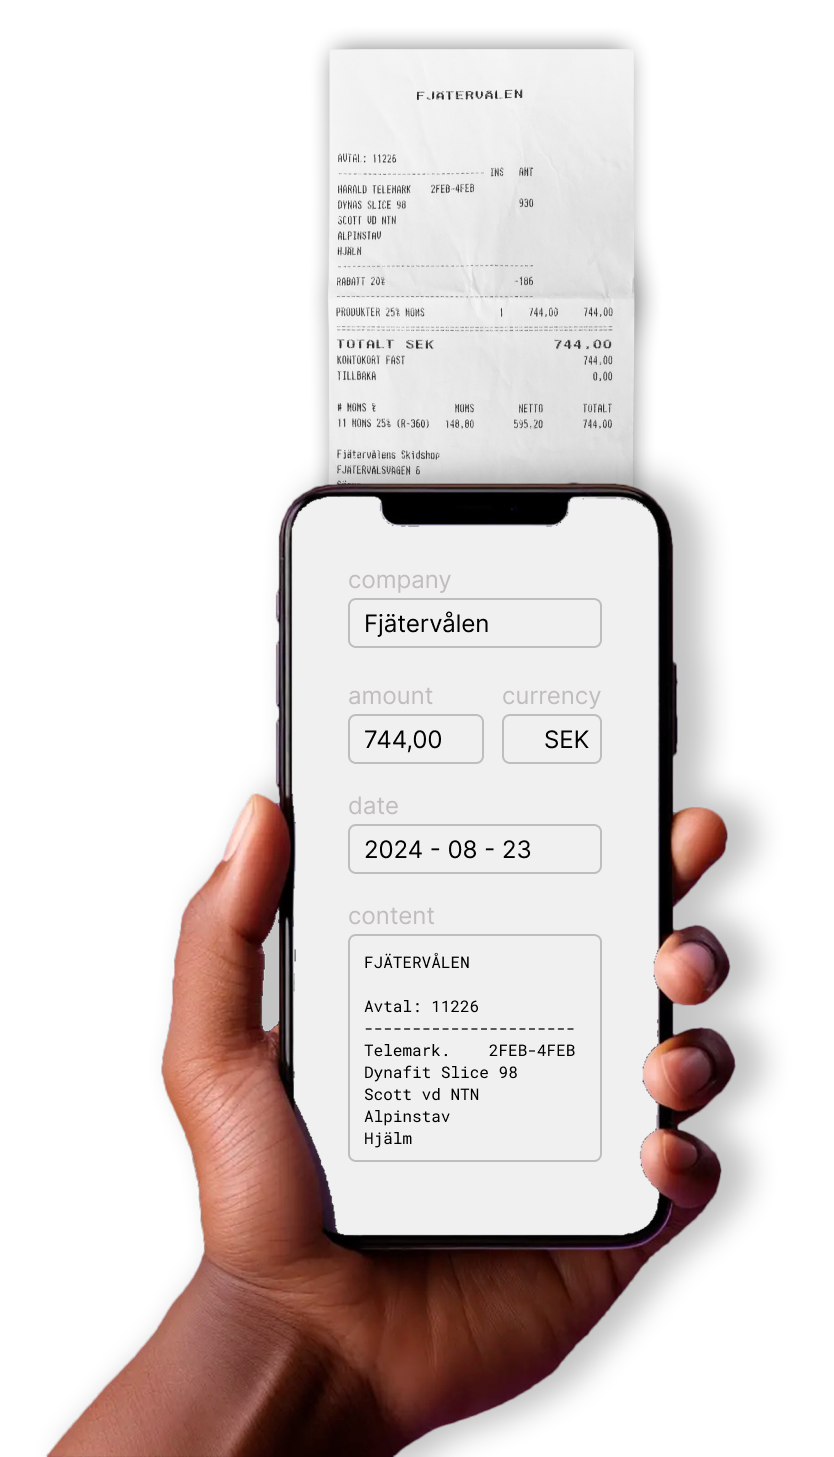 FJÄTERVÅLEN
AVTAL: 11226
INS AMT
HARALD TELEMARK 2FEB-4FEB
DYNAS SLICE 98 930
SCOTT VD NTN
ALPINSTAV
HJÄLM
RABATT 20% -186
PRODUKTER 25% MOMS 1 744,00 744,00
TOTALT SEK 744.00
KONTOKORT FAST 744,00
TILLBAKA 0,00
# MOMS % MOMS NETTO TOTALT
11 MOMS 25% (R-360) 148,80 595.20 744,00
Fjätervålens Skidshop
FJÄTERVÅLSVÄGEN 6
company
Fjätervålen
amount currency
744,00 SEK
date
2024 - 08 - 23
content
FJÄTERVÅLEN
Avtal: 11226
----------------------
Telemark. 2FEB-4FEB
Dynafit Slice 98
Scott vd NTN
Alpinstav
Hjälm